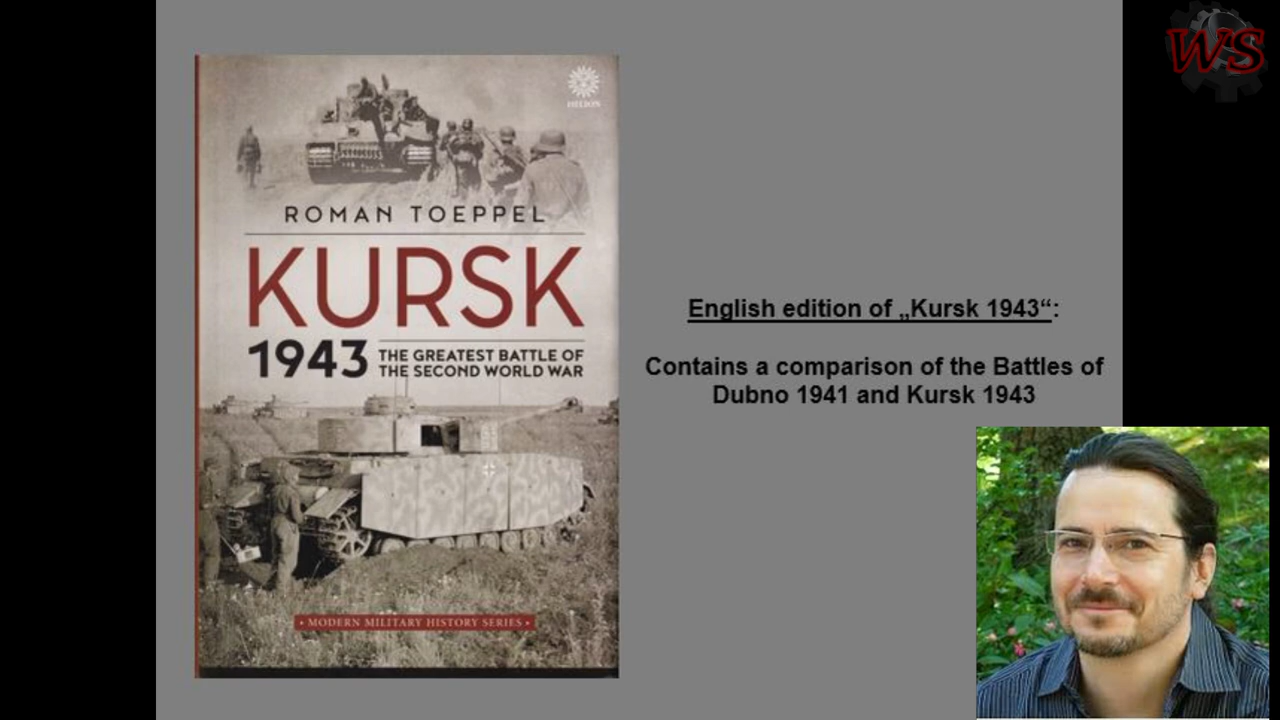 WS
HELION
ROMAN TOEPPEL
KURSK
1943 THE GREATEST BATTLE OF
THE SECOND WORLD WAR
• MODERN MILITARY HISTORY SERIES •
English edition of „Kursk 1943“:
Contains a comparison of the Battles of
Dubno 1941 and Kursk 1943